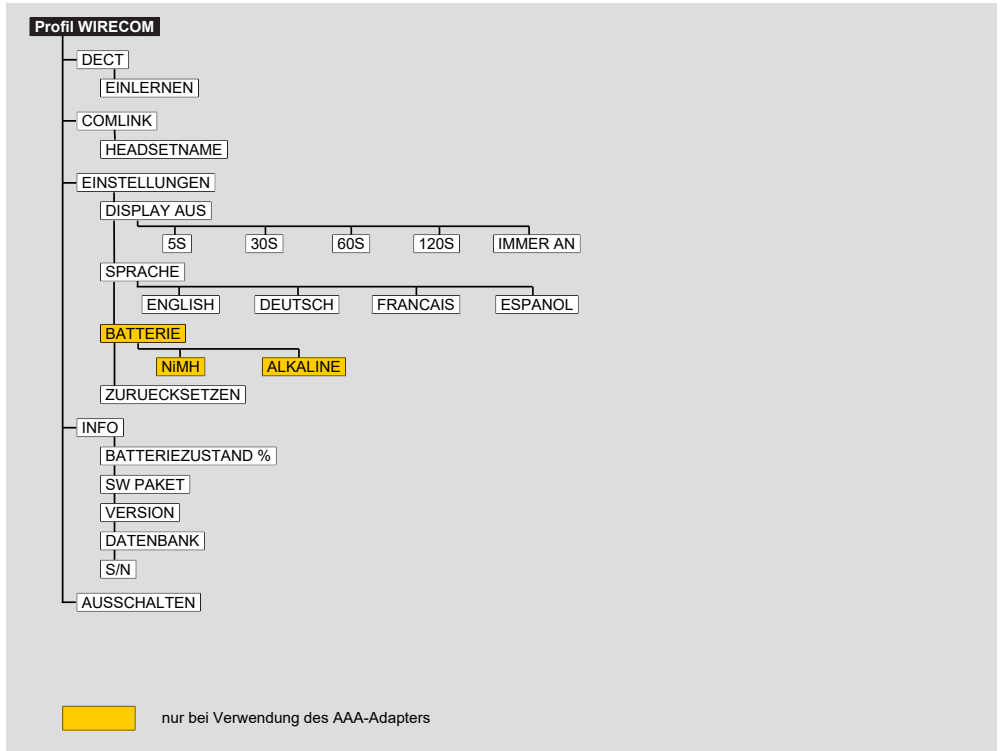 Profil WIRECOM
DECT
EINLERNEN
COMLINK
HEADSETNAME
EINSTELLUNGEN
DISPLAY AUS
5S 30S 60S 120S IMMER AN
SPRACHE
ENGLISH DEUTSCH FRANCAIS ESPANOL
BATTERIE
NiMH ALKALINE
ZURUECKSETZEN
INFO
BATTERIEZUSTAND %
SW PAKET
VERSION
DATENBANK
S/N
AUSSCHALTEN
nur bei Verwendung des AAA-Adapters